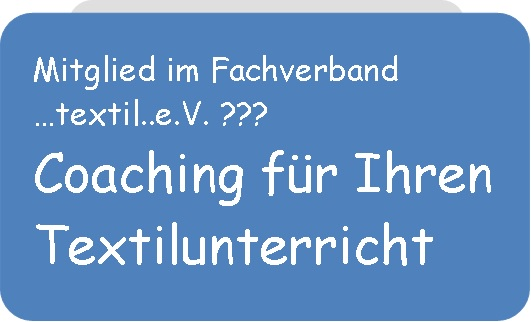 Mitglied im Fachverband
...textil..e.V. ???
Coaching für Ihren
Textilunterricht